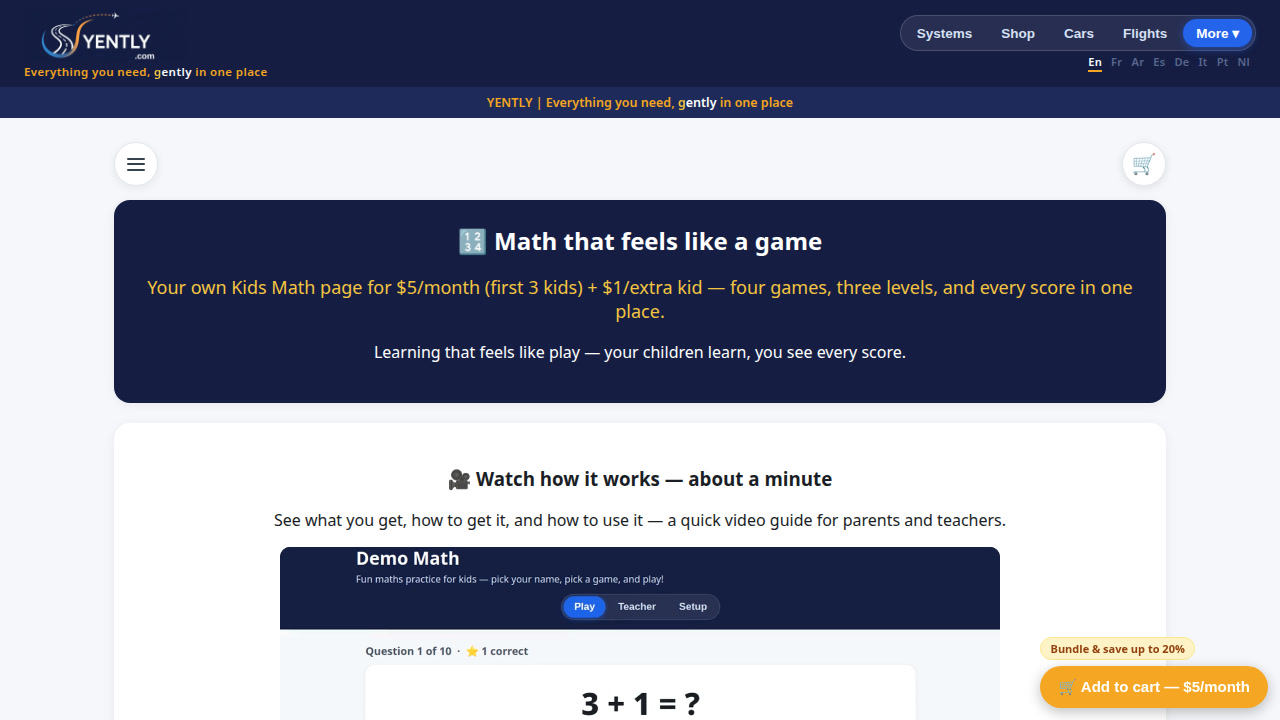 YENTLY
.com
Everything you need, gently in one place
Systems
Shop
Cars
Flights
More ▾
En Fr Ar Es De It Pt Nl
YENTLY | Everything you need, gently in one place
🔢 Math that feels like a game
Your own Kids Math page for $5/month (first 3 kids) + $1/extra kid — four games, three levels, and every score in one
place.
Learning that feels like play — your children learn, you see every score.
🎥 Watch how it works — about a minute
See what you get, how to get it, and how to use it — a quick video guide for parents and teachers.
Demo Math
Fun maths practice for kids — pick your name, pick a game, and play!
Play
Teacher
Setup
Question 1 of 10 · ⭐ 1 correct
3 + 1 = ?
Bundle & save up to 20%
🛒 Add to cart — $5/month